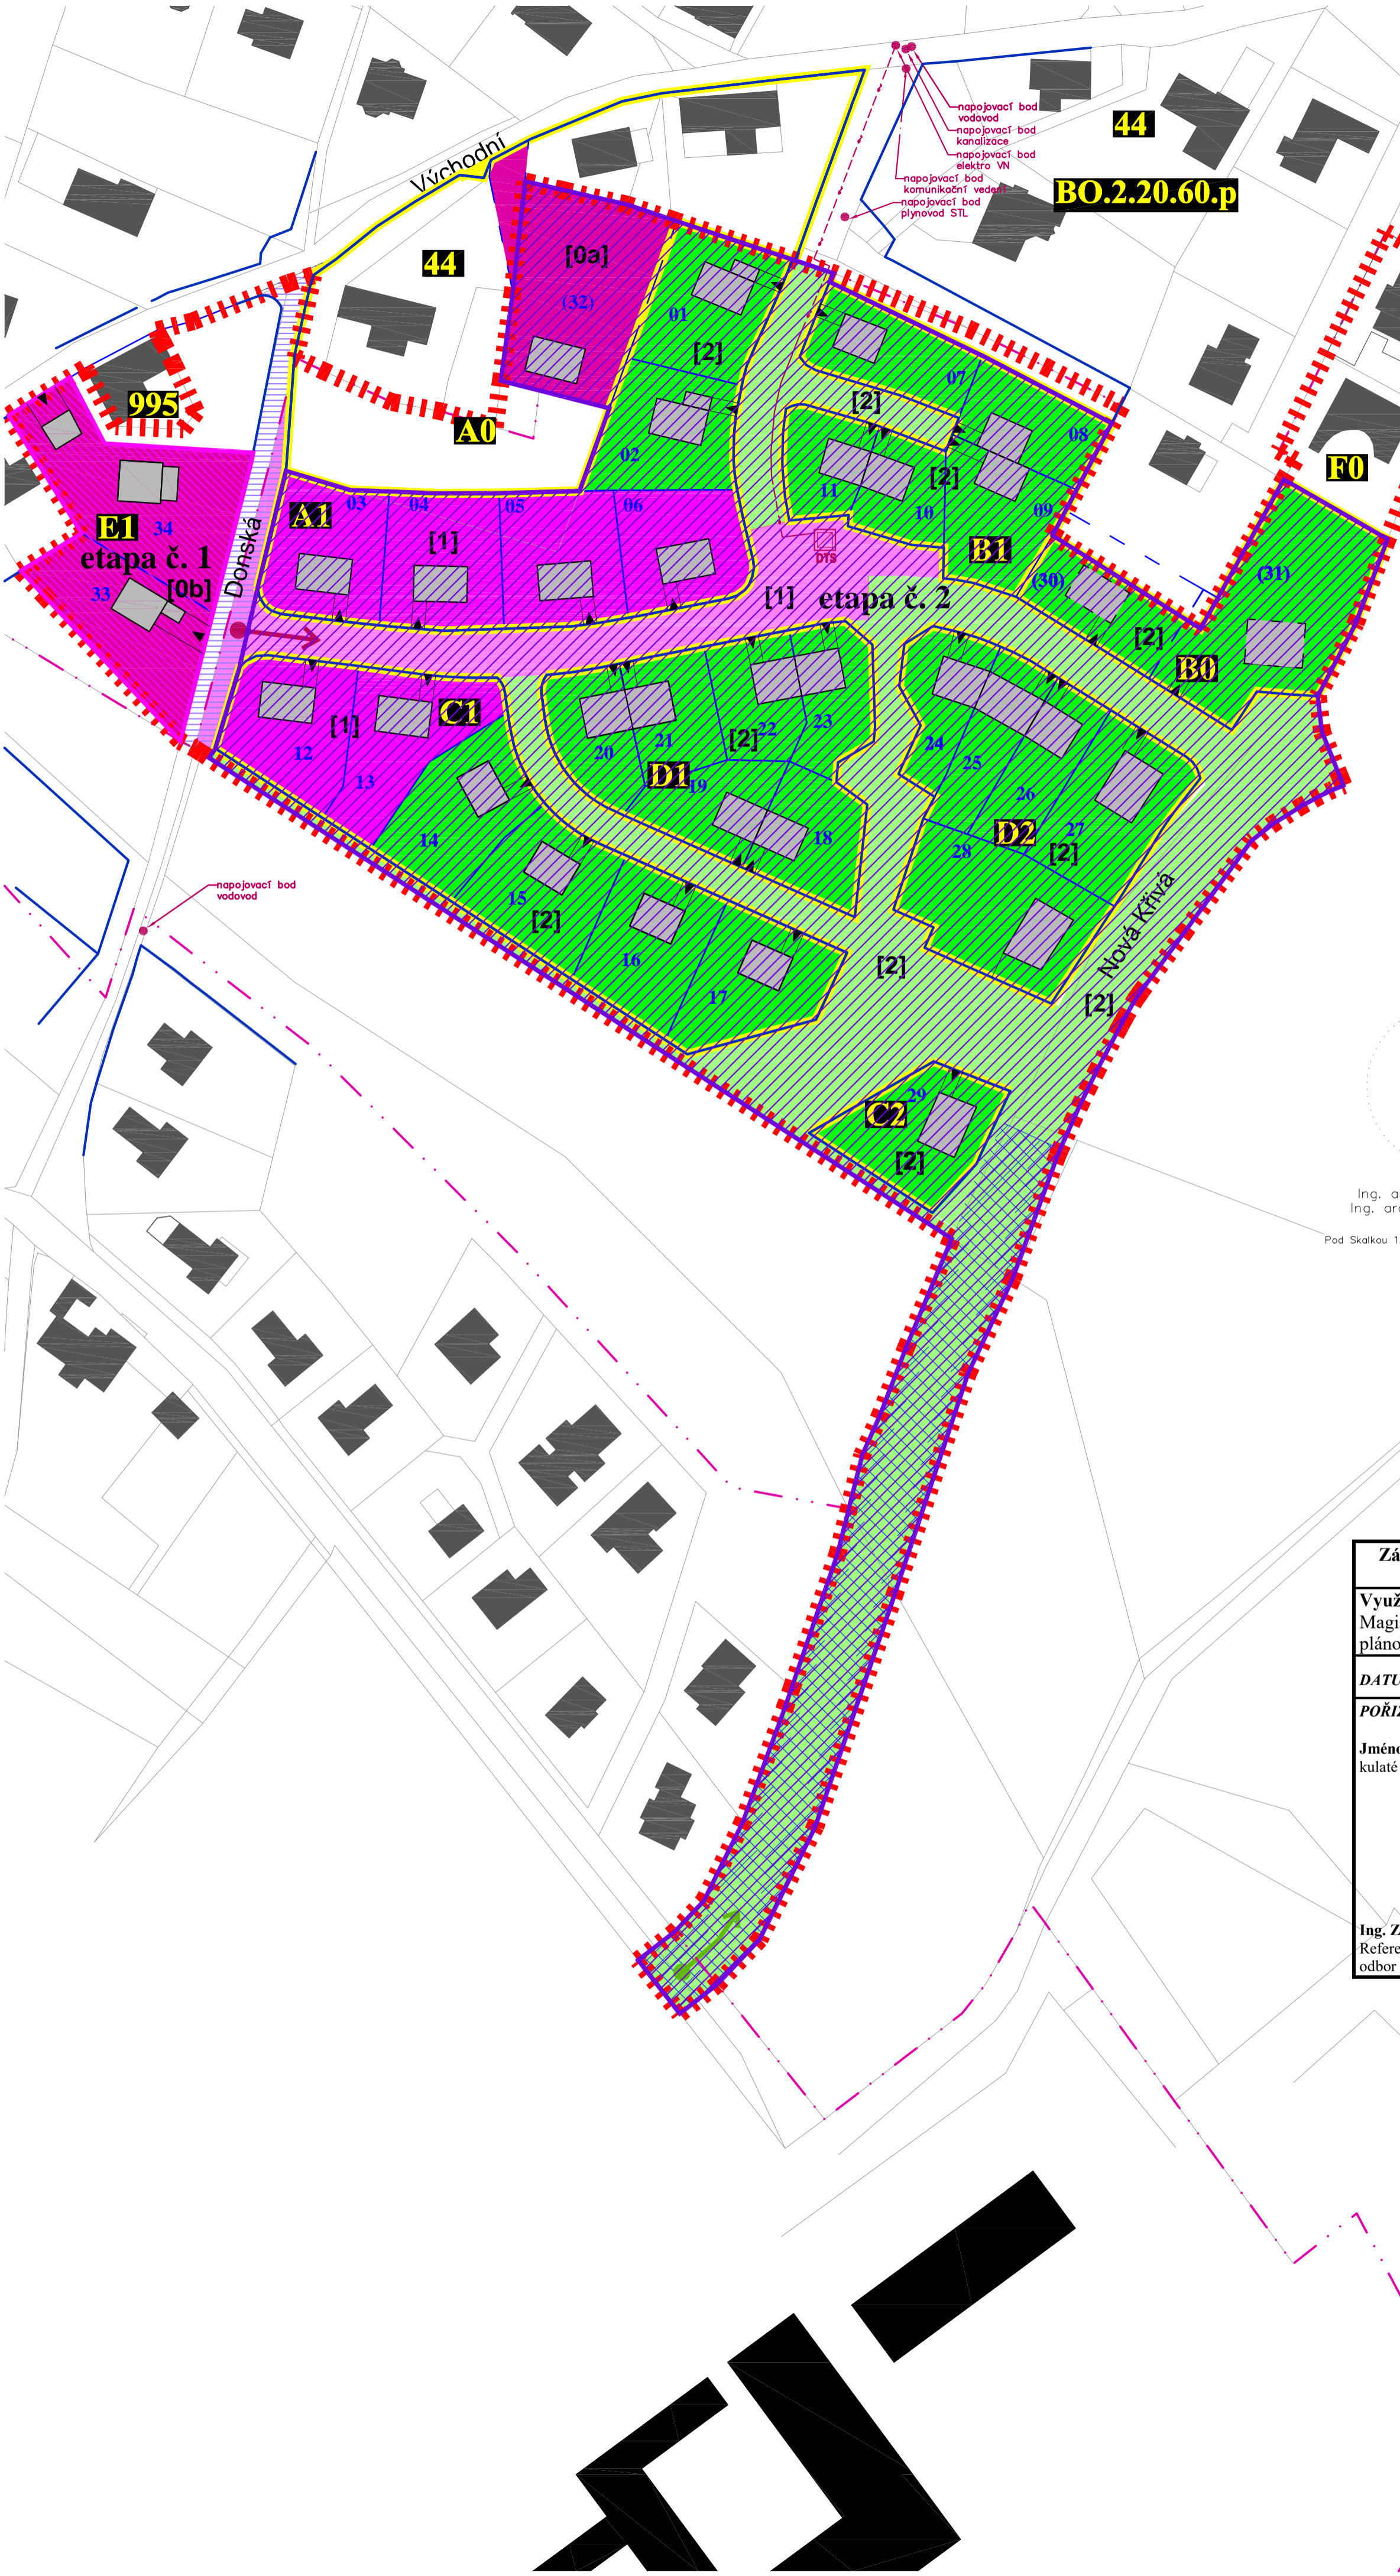 napojovací bod
vodovod
napojovací bod
kanalizace
napojovací bod
elektro VN
napojovací bod
komunikační vedení
napojovací bod
plynovod STL
44
BO.2.20.60.p
Východní
44
[0a]
(32)
01
[2]
02
995
A0
07
[2]
08
F0
11
[2]
10
09
B1
A1
03
04
05
06
[1]
E1
34
etapa č. 1
33
[0b]
Donská
DTS
[1]
etapa č. 2
(30)
(31)
[2]
B0
12
[1]
C1
13
20
21
[2]
22
23
D1
19
18
24
25
26
27
D2
28
[2]
14
15
[2]
16
17
[2]
Nová Křivá
[2]
napojovací bod
vodovod
29
C2
[2]
Ing. a
Ing. arc
Pod Skalkou 1
Zá
Využ
Magi
pláno
DATU
POŘIZ
Jméno
kulaté
Ing. Z
Refere
odbor